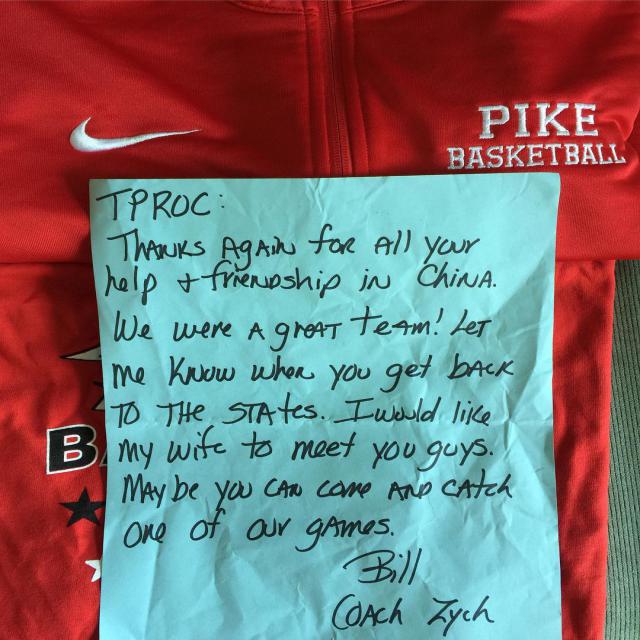 PIKE
BASKETBALL
TPROC:
THANKS AgAIN for All your
help + friENDship in CHINA.
We were A great TEAM! LeT
me Know when you get bACK
TO THE STATes. I would like
my wife to meet you guys.
MAybe you CAN come AND CATCH
one of our gAmes.
Bill
COACH Zych
BA